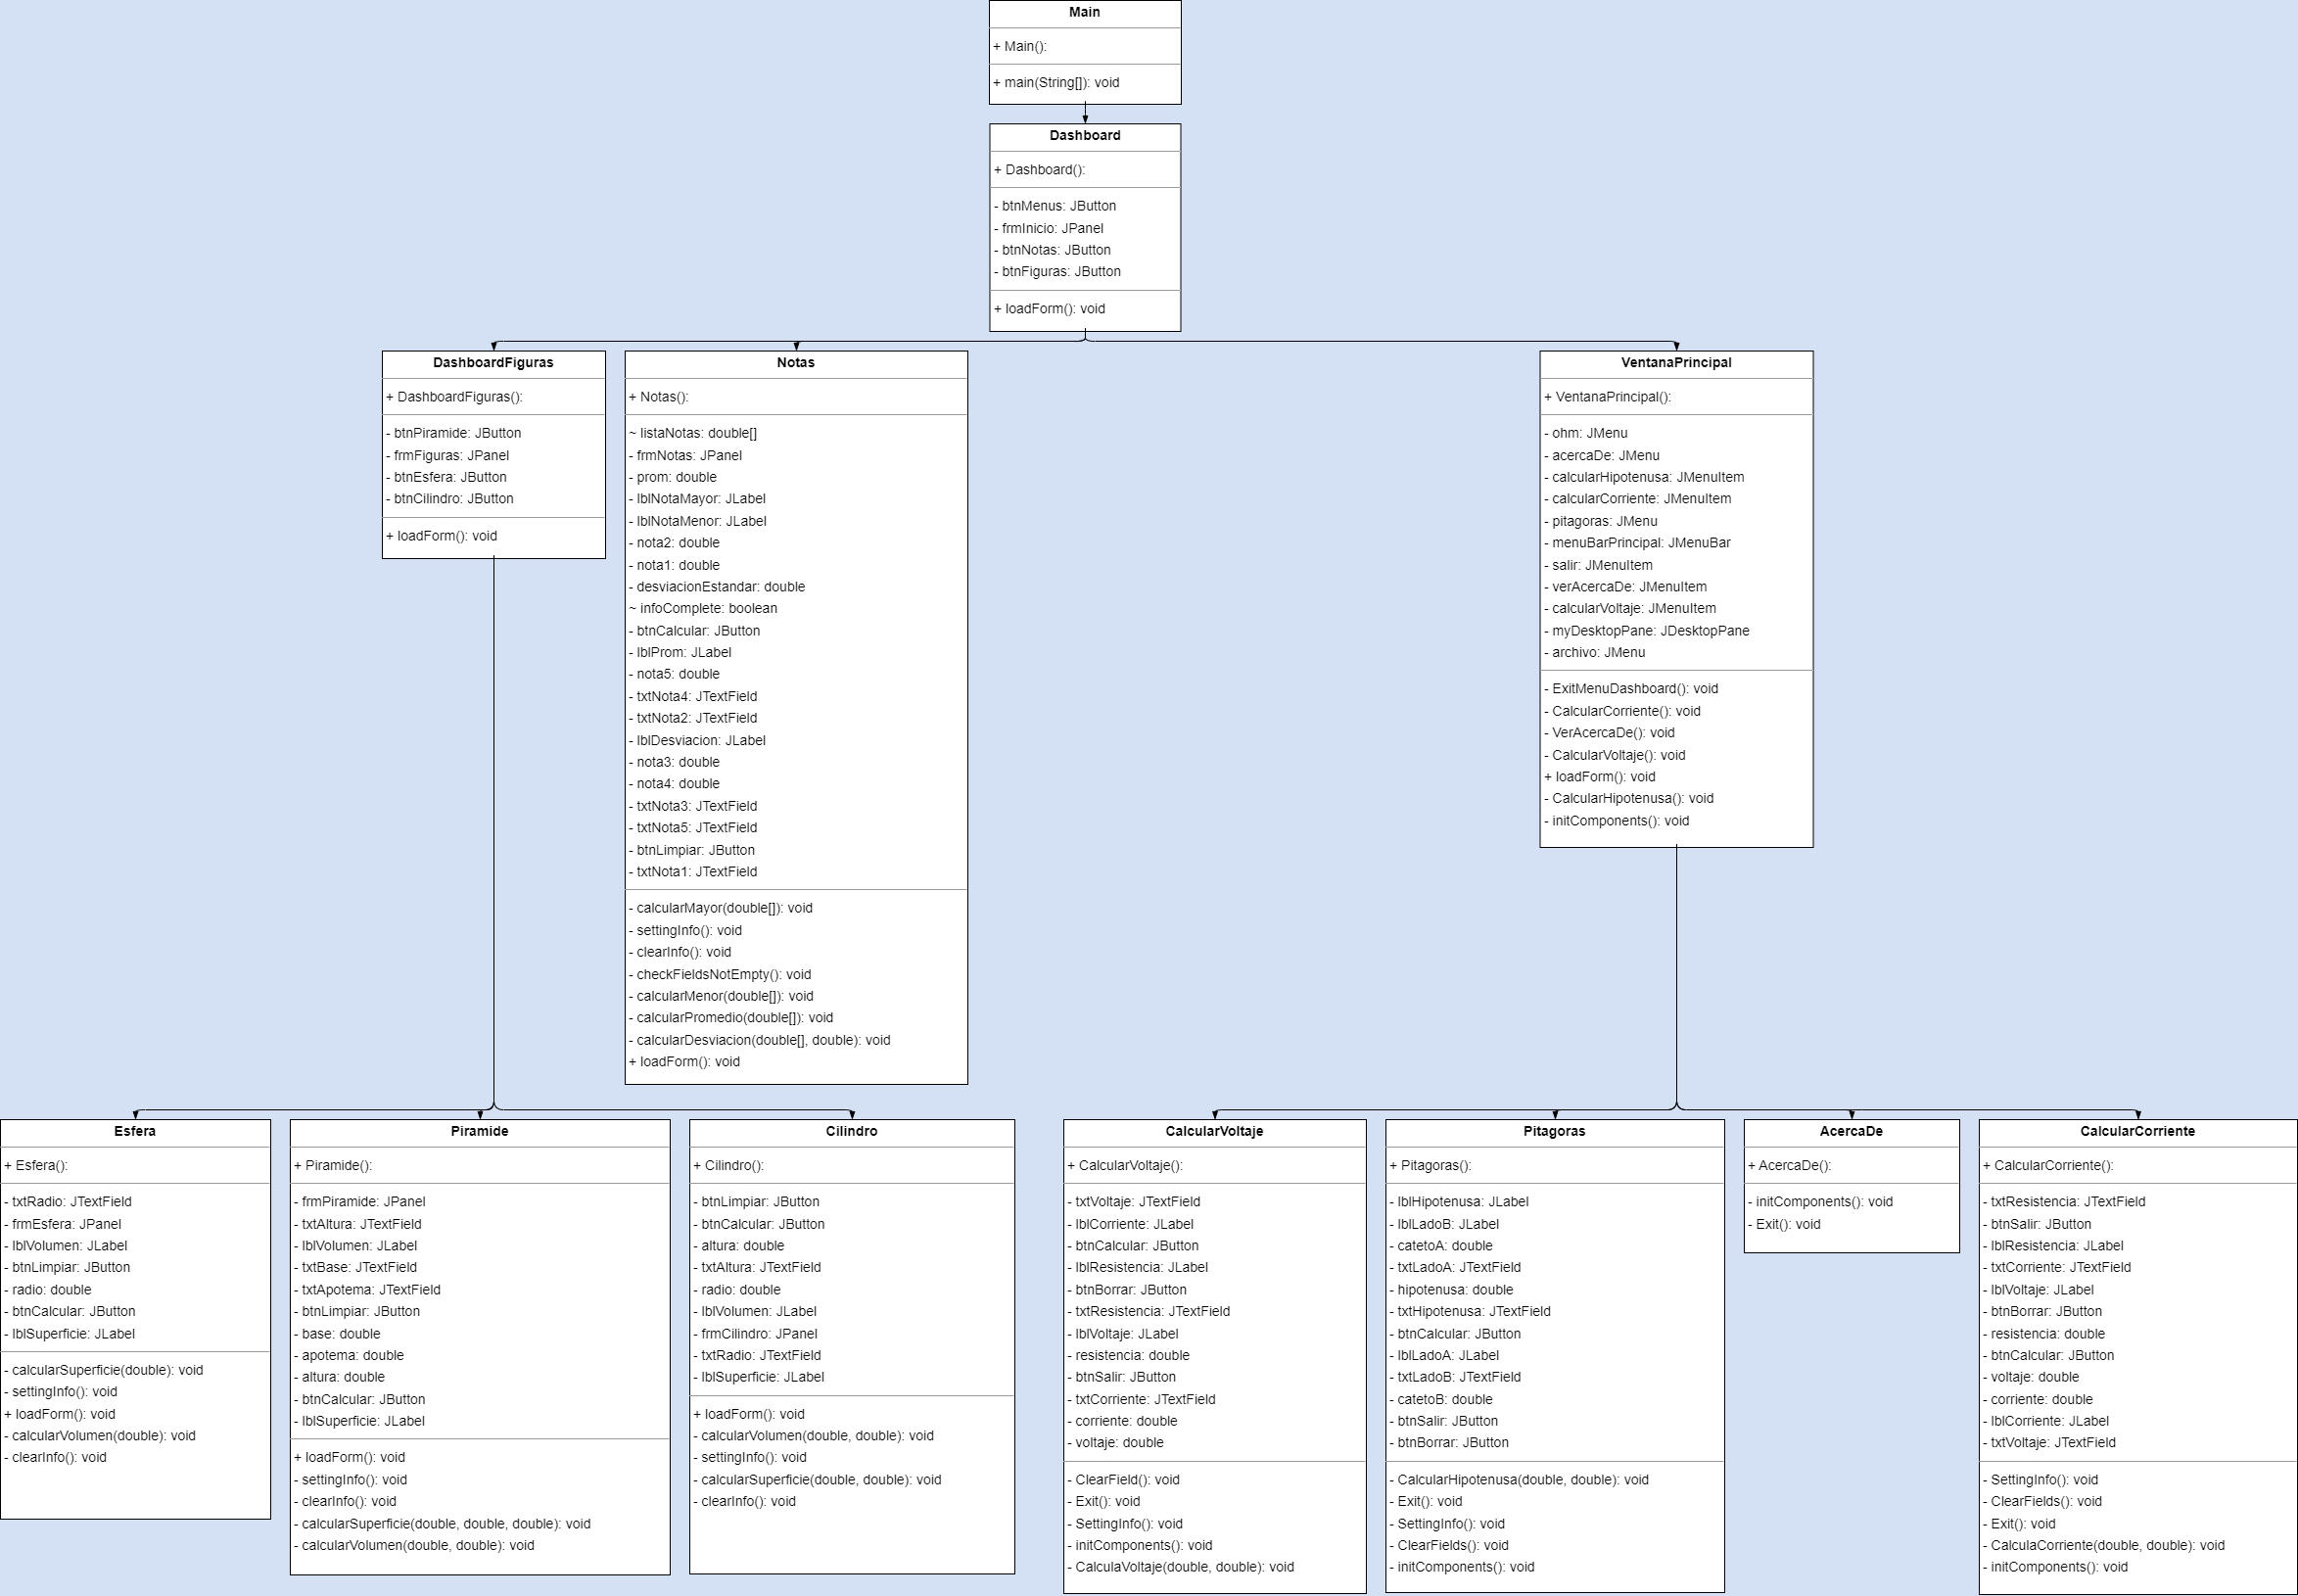 Main
+ Main():
+ main(String[]): void
Dashboard
+ Dashboard():
- btnMenus: JButton
- frmInicio: JPanel
- btnNotas: JButton
- btnFiguras: JButton
+ loadForm(): void
DashboardFiguras
+ DashboardFiguras():
- btnPiramide: JButton
- frmFiguras: JPanel
- btnEsfera: JButton
- btnCilindro: JButton
+ loadForm(): void
Notas
+ Notas():
~ listaNotas: double[]
- frmNotas: JPanel
- prom: double
- lblNotaMayor: JLabel
- lblNotaMenor: JLabel
- nota2: double
- nota1: double
- desviacionEstandar: double
~ infoComplete: boolean
- btnCalcular: JButton
- lblProm: JLabel
- nota5: double
- txtNota4: JTextField
- txtNota2: JTextField
- lblDesviacion: JLabel
- nota3: double
- nota4: double
- txtNota3: JTextField
- txtNota5: JTextField
- btnLimpiar: JButton
- txtNota1: JTextField
- calcularMayor(double[]): void
- settingInfo(): void
- clearInfo(): void
- checkFieldsNotEmpty(): void
- calcularMenor(double[]): void
- calcularPromedio(double[]): void
- calcularDesviacion(double[], double): void
+ loadForm(): void
VentanaPrincipal
+ VentanaPrincipal():
- ohm: JMenu
- acercaDe: JMenu
- calcularHipotenusa: JMenuItem
- calcularCorriente: JMenuItem
- pitagoras: JMenu
- menuBarPrincipal: JMenuBar
- salir: JMenuItem
- verAcercaDe: JMenuItem
- calcularVoltaje: JMenuItem
- myDesktopPane: JDesktopPane
- archivo: JMenu
- ExitMenuDashboard(): void
- CalcularCorriente(): void
- VerAcercaDe(): void
- CalcularVoltaje(): void
+ loadForm(): void
- CalcularHipotenusa(): void
- initComponents(): void
Esfera
+ Esfera():
- txtRadio: JTextField
- frmEsfera: JPanel
- lblVolumen: JLabel
- btnLimpiar: JButton
- radio: double
- btnCalcular: JButton
- lblSuperficie: JLabel
- calcularSuperficie(double): void
- settingInfo(): void
+ loadForm(): void
- calcularVolumen(double): void
- clearInfo(): void
Piramide
+ Piramide():
- frmPiramide: JPanel
- txtAltura: JTextField
- lblVolumen: JLabel
- txtBase: JTextField
- txtApotema: JTextField
- btnLimpiar: JButton
- base: double
- apotema: double
- altura: double
- btnCalcular: JButton
- lblSuperficie: JLabel
+ loadForm(): void
- settingInfo(): void
- clearInfo(): void
- calcularSuperficie(double, double, double): void
- calcularVolumen(double, double): void
Cilindro
+ Cilindro():
- btnLimpiar: JButton
- btnCalcular: JButton
- altura: double
- txtAltura: JTextField
- radio: double
- lblVolumen: JLabel
- frmCilindro: JPanel
- txtRadio: JTextField
- lblSuperficie: JLabel
+ loadForm(): void
- calcularVolumen(double, double): void
- settingInfo(): void
- calcularSuperficie(double, double): void
- clearInfo(): void
CalcularVoltaje
+ CalcularVoltaje():
- txtVoltaje: JTextField
- lblCorriente: JLabel
- btnCalcular: JButton
- lblResistencia: JLabel
- btnBorrar: JButton
- txtResistencia: JTextField
- lblVoltaje: JLabel
- resistencia: double
- btnSalir: JButton
- txtCorriente: JTextField
- corriente: double
- voltaje: double
- ClearField(): void
- Exit(): void
- SettingInfo(): void
- initComponents(): void
- CalculaVoltaje(double, double): void
Pitagoras
+ Pitagoras():
- lblHipotenusa: JLabel
- lblLadoB: JLabel
- catetoA: double
- txtLadoA: JTextField
- hipotenusa: double
- txtHipotenusa: JTextField
- btnCalcular: JButton
- lblLadoA: JLabel
- txtLadoB: JTextField
- catetoB: double
- btnSalir: JButton
- btnBorrar: JButton
- CalcularHipotenusa(double, double): void
- Exit(): void
- SettingInfo(): void
- ClearFields(): void
- initComponents(): void
AcercaDe
+ AcercaDe():
- initComponents(): void
- Exit(): void
CalcularCorriente
+ CalcularCorriente():
- txtResistencia: JTextField
- btnSalir: JButton
- lblResistencia: JLabel
- txtCorriente: JTextField
- lblVoltaje: JLabel
- btnBorrar: JButton
- resistencia: double
- btnCalcular: JButton
- voltaje: double
- corriente: double
- lblCorriente: JLabel
- txtVoltaje: JTextField
- SettingInfo(): void
- ClearFields(): void
- Exit(): void
- CalculaCorriente(double, double): void
- initComponents(): void